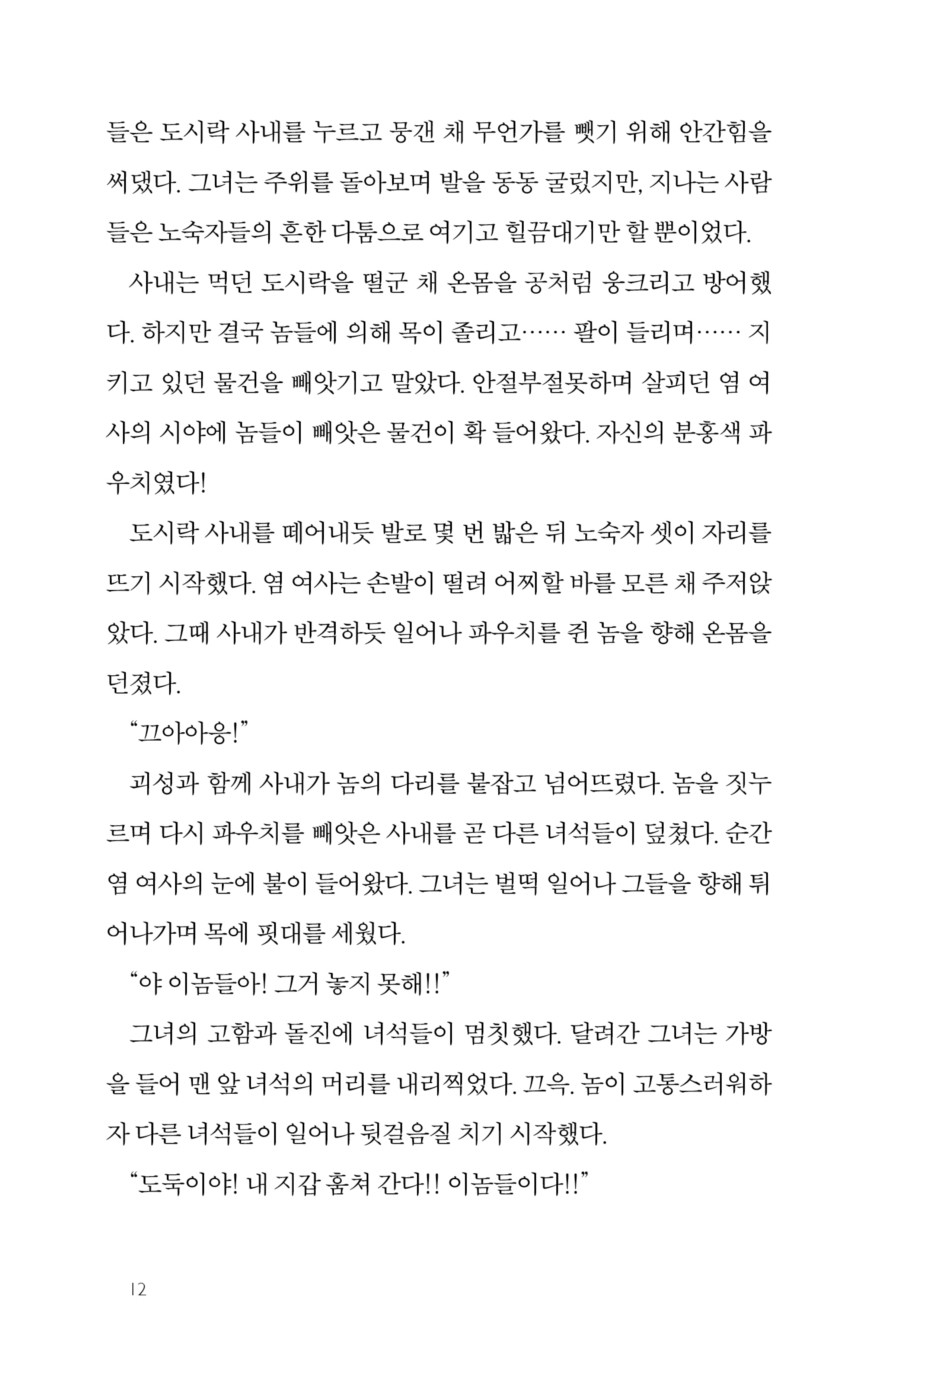 들은 도시락 사내를 누르고 뭉갠 채 무언가를 뺏기 위해 안간힘을
써댔다. 그녀는 주위를 돌아보며 발을 동동 굴렀지만, 지나는 사람
들은 노숙자들의 흔한 다툼으로 여기고 힐끔대기만 할 뿐이었다.
사내는 먹던 도시락을 떨군 채 온몸을 공처럼 웅크리고 방어했
다. 하지만 결국 놈들에 의해 목이 졸리고…… 팔이 들리며…… 지
키고 있던 물건을 빼앗기고 말았다. 안절부절못하며 살피던 염 여
사의 시야에 놈들이 빼앗은 물건이 확 들어왔다. 자신의 분홍색 파
우치였다!
도시락 사내를 떼어내듯 발로 몇 번 밟은 뒤 노숙자 셋이 자리를
뜨기 시작했다. 염 여사는 손발이 떨려 어찌할 바를 모른 채 주저앉
았다. 그때 사내가 반격하듯 일어나 파우치를 쥔 놈을 향해 온몸을
던졌다.
“끄아아응!”
괴성과 함께 사내가 놈의 다리를 붙잡고 넘어뜨렸다. 놈을 짓누
르며 다시 파우치를 빼앗은 사내를 곧 다른 녀석들이 덮쳤다. 순간
염 여사의 눈에 불이 들어왔다. 그녀는 벌떡 일어나 그들을 향해 튀
어나가며 목에 핏대를 세웠다.
“야 이놈들아! 그거 놓지 못해!!”
그녀의 고함과 돌진에 녀석들이 멈칫했다. 달려간 그녀는 가방
을 들어 맨 앞 녀석의 머리를 내리찍었다. 끄윽. 놈이 고통스러워하
자 다른 녀석들이 일어나 뒷걸음질 치기 시작했다.
“도둑이야! 내 지갑 훔쳐 간다!! 이놈들이다!!”
12